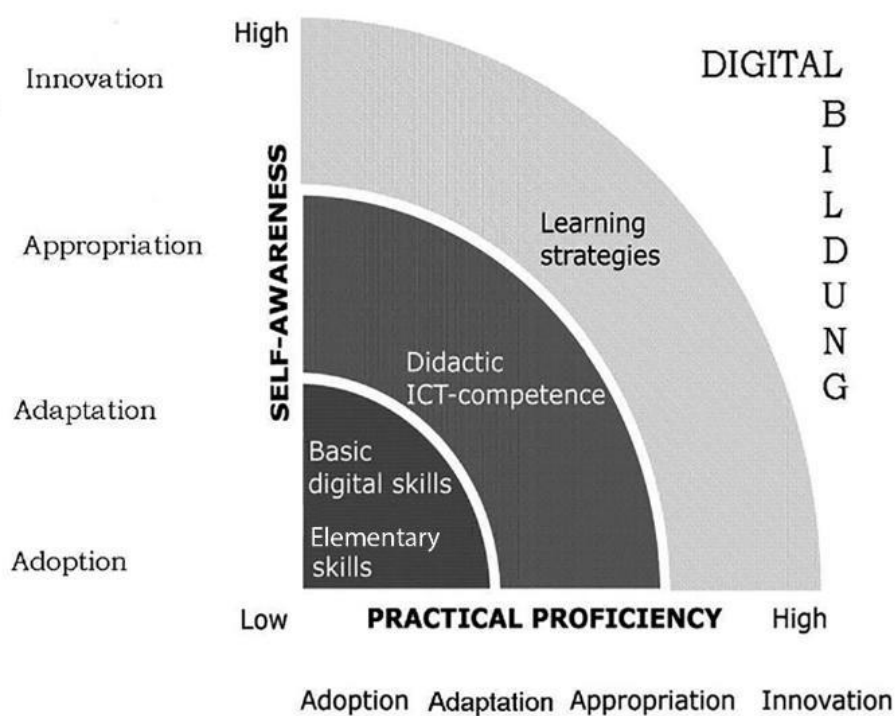 High
Innovation
DIGITAL
B
I
L
D
U
N
G
SELF-AWARENESS
Appropriation
Learning
strategies
Didactic
ICT-competence
Adaptation
Basic
digital skills
Elementary
skills
Adoption
Low
PRACTICAL PROFICIENCY
High
Adoption
Adaptation
Appropriation
Innovation